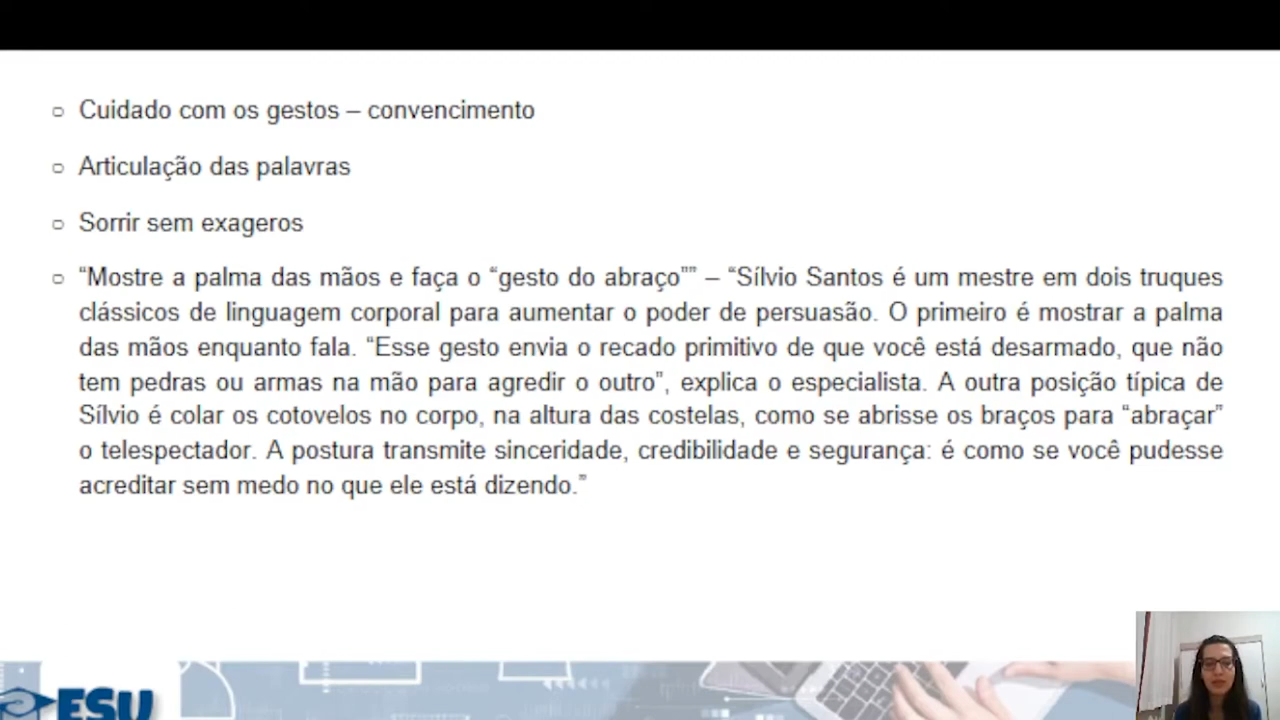 Cuidado com os gestos – convencimento
Articulação das palavras
Sorrir sem exageros
“Mostre a palma das mãos e faça o “gesto do abraço”” – “Sílvio Santos é um mestre em dois truques
clássicos de linguagem corporal para aumentar o poder de persuasão. O primeiro é mostrar a palma
das mãos enquanto fala. “Esse gesto envia o recado primitivo de que você está desarmado, que não
tem pedras ou armas na mão para agredir o outro”, explica o especialista. A outra posição típica de
Sílvio é colar os cotovelos no corpo, na altura das costelas, como se abrisse os braços para “abraçar”
o telespectador. A postura transmite sinceridade, credibilidade e segurança: é como se você pudesse
acreditar sem medo no que ele está dizendo.”
ESU